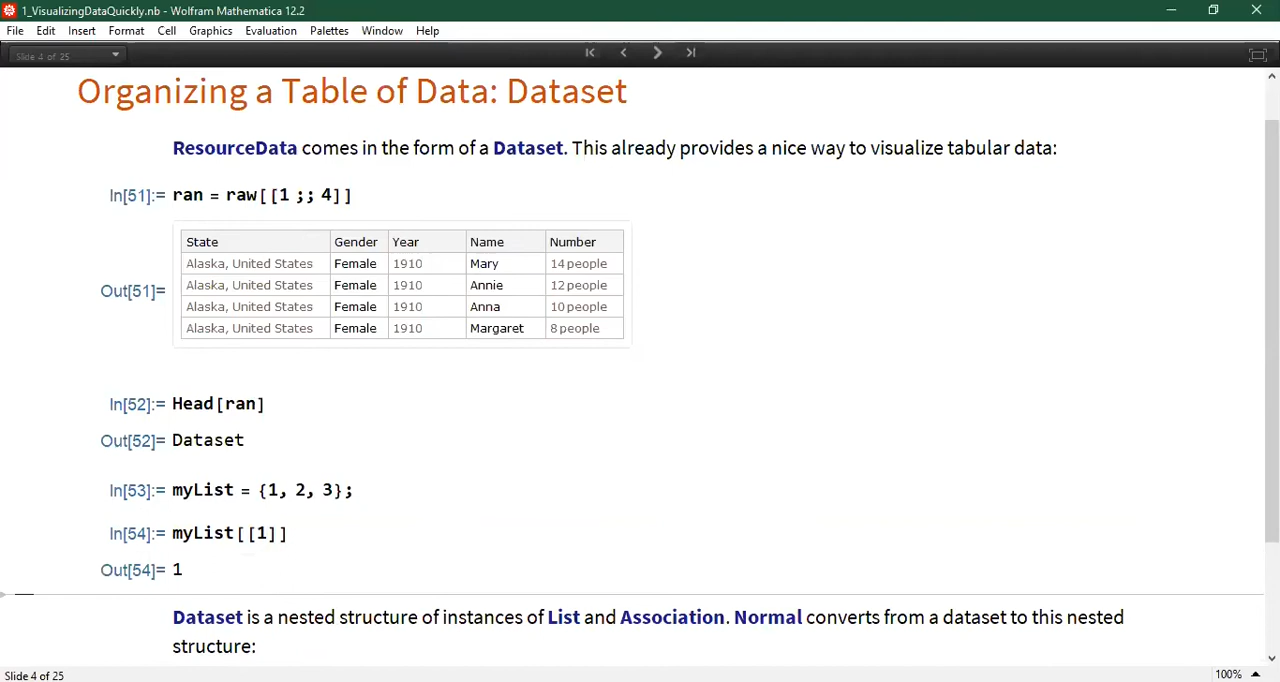 1_VisualizingDataQuickly.nb - Wolfram Mathematica 12.2
File Edit Insert Format Cell Graphics Evaluation Palettes Window Help
Slide 4 of 25
Organizing a Table of Data: Dataset
ResourceData comes in the form of a Dataset. This already provides a nice way to visualize tabular data:
In[51]:= ran = raw[[1 ;; 4]]
State Gender Year Name Number
Alaska, United States Female 1910 Mary 14 people
Alaska, United States Female 1910 Annie 12 people
Out[51]=
Alaska, United States Female 1910 Anna 10 people
Alaska, United States Female 1910 Margaret 8 people
In[52]:= Head[ran]
Out[52]= Dataset
In[53]:= myList = {1, 2, 3};
In[54]:= myList[[1]]
Out[54]= 1
Dataset is a nested structure of instances of List and Association. Normal converts from a dataset to this nested
structure:
Slide 4 of 25 100%